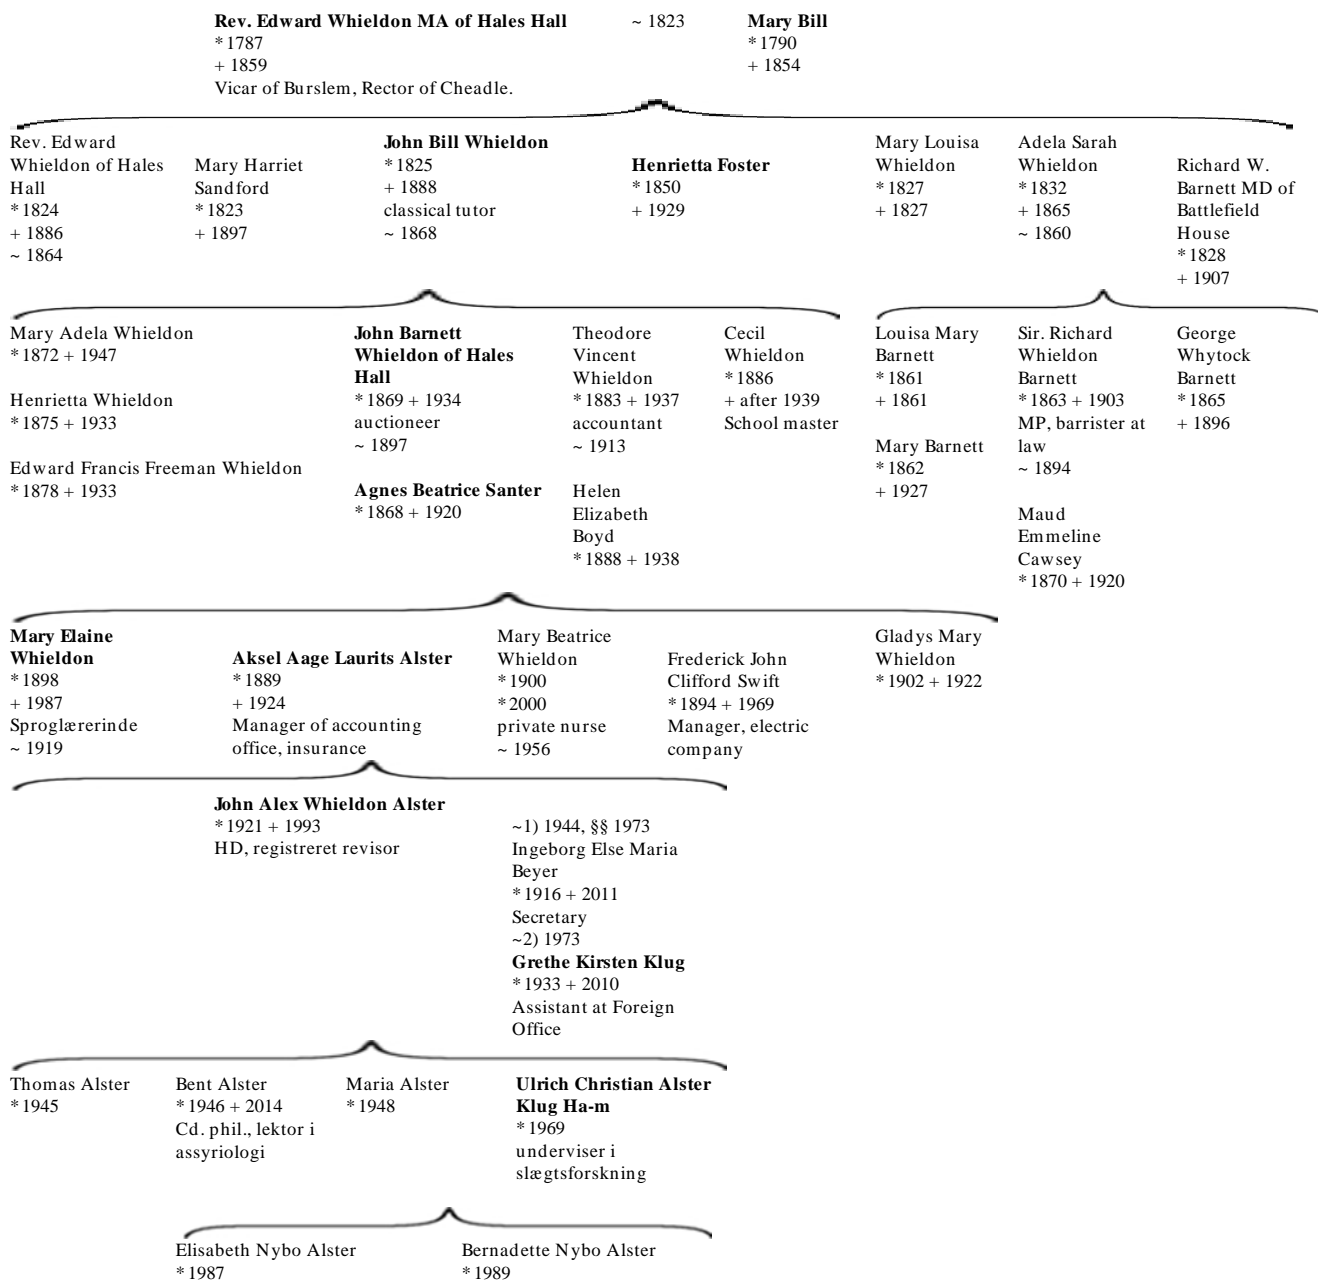 Rev. Edward Whieldon MA of Hales Hall
*1787
+ 1859
Vicar of Burslem, Rector of Cheadle.
~ 1823
Mary Bill
*1790
+ 1854
Rev. Edward
Whieldon of Hales
Hall
*1824
+ 1886
~ 1864
Mary Harriet
Sandford
*1823
+ 1897
John Bill Whieldon
*1825
+ 1888
classical tutor
~ 1868
Henrietta Foster
*1850
+ 1929
Mary Louisa
Whieldon
*1827
+ 1827
Adela Sarah
Whieldon
*1832
+ 1865
~ 1860
Richard W.
Barnett MD of
Battlefield
House
*1828
+ 1907
Mary Adela Whieldon
*1872 + 1947
Henrietta Whieldon
*1875 + 1933
Edward Francis Freeman Whieldon
*1878 + 1933
John Barnett
Whieldon of Hales
Hall
*1869 + 1934
auctioneer
~ 1897
Agnes Beatrice Santer
*1868 + 1920
Theodore
Vincent
Whieldon
*1883 + 1937
accountant
~ 1913
Helen
Elizabeth
Boyd
*1888 + 1938
Cecil
Whieldon
*1886
+ after 1939
School master
Louisa Mary
Barnett
*1861
+ 1861
Mary Barnett
*1862
+ 1927
Sir. Richard
Whieldon
Barnett
*1863 + 1903
MP, barrister at
law
~ 1894
Maud
Emmeline
Cawsey
*1870 + 1920
George
Whytock
Barnett
*1865
+ 1896
Mary Elaine
Whieldon
*1898
+ 1987
Sproglærerinde
~ 1919
Aksel Aage Laurits Alster
*1889
+ 1924
Manager of accounting
office, insurance
Mary Beatrice
Whieldon
*1900
*2000
private nurse
~ 1956
Frederick John
Clifford Swift
*1894 + 1969
Manager, electric
company
Gladys Mary
Whieldon
*1902 + 1922
John Alex Whieldon Alster
*1921 + 1993
HD, registreret revisor
~1) 1944, §§ 1973
Ingeborg Else Maria
Beyer
*1916 + 2011
Secretary
~2) 1973
Grethe Kirsten Klug
*1933 + 2010
Assistant at Foreign
Office
Thomas Alster
*1945
Bent Alster
*1946 + 2014
Cd. phil., lektor i
assyriologi
Maria Alster
*1948
Ulrich Christian Alster
Klug Ha-m
*1969
underviser i
slægtsforskning
Elisabeth Nybo Alster
*1987
Bernadette Nybo Alster
*1989